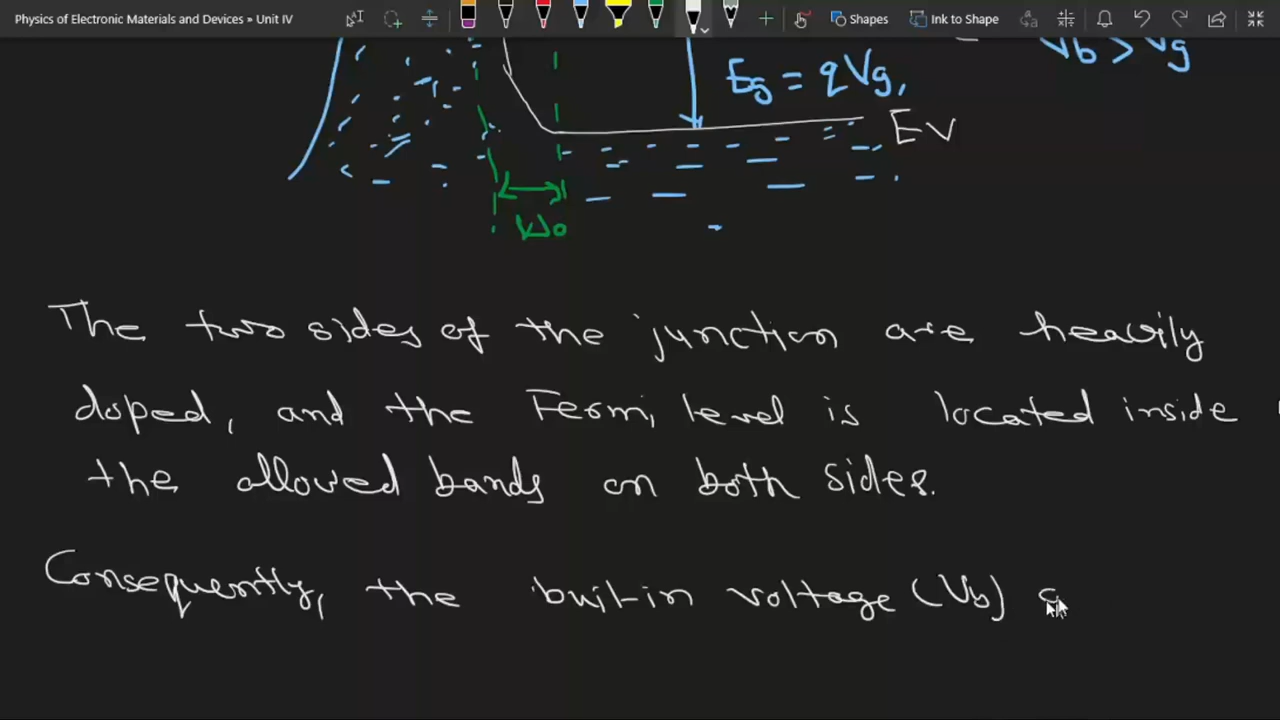 Physics of Electronic Materials and Devices » Unit IV
Shapes
Ink to Shape
Vb > Vg
Eg = qVg,
Ev
W0
The two sides of the junction are heavily
doped, and the Fermi level is located inside
the allowed bands on both sides.
Consequently, the built-in voltage (Vb)